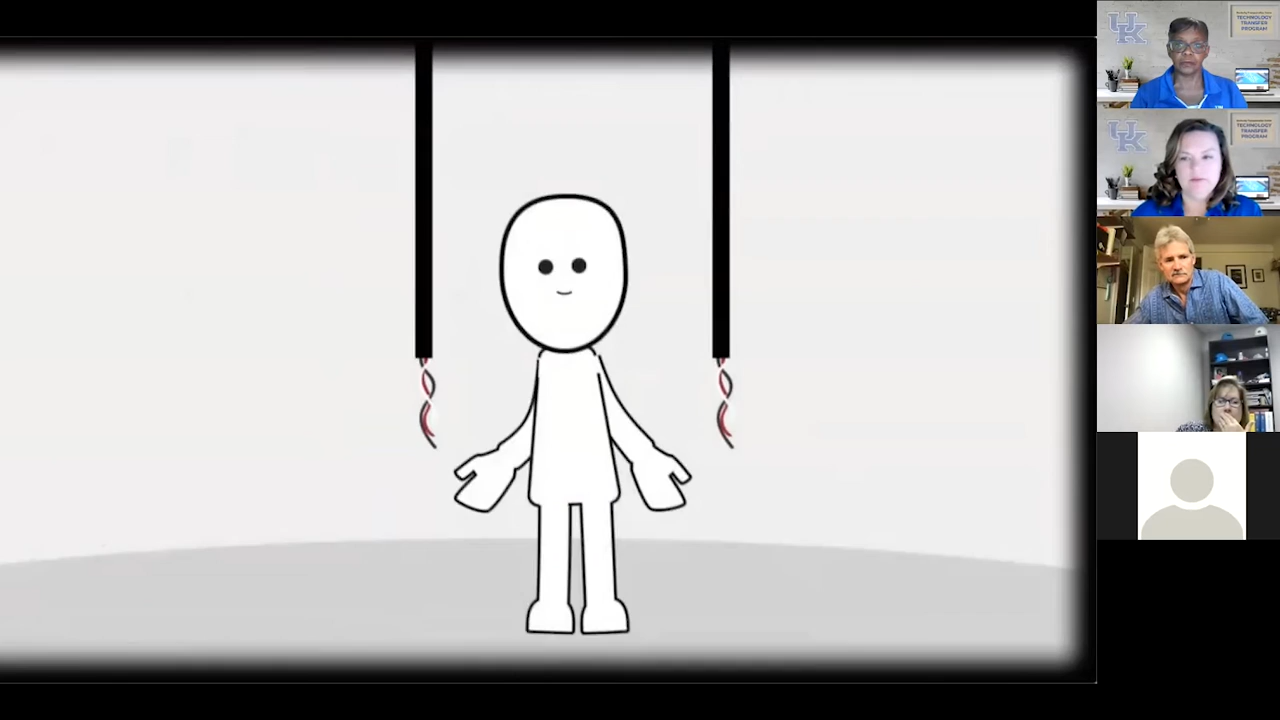 UK
TECHNOLOGY
TRANSFER
PROGRAM
UK
TECHNOLOGY
TRANSFER
PROGRAM